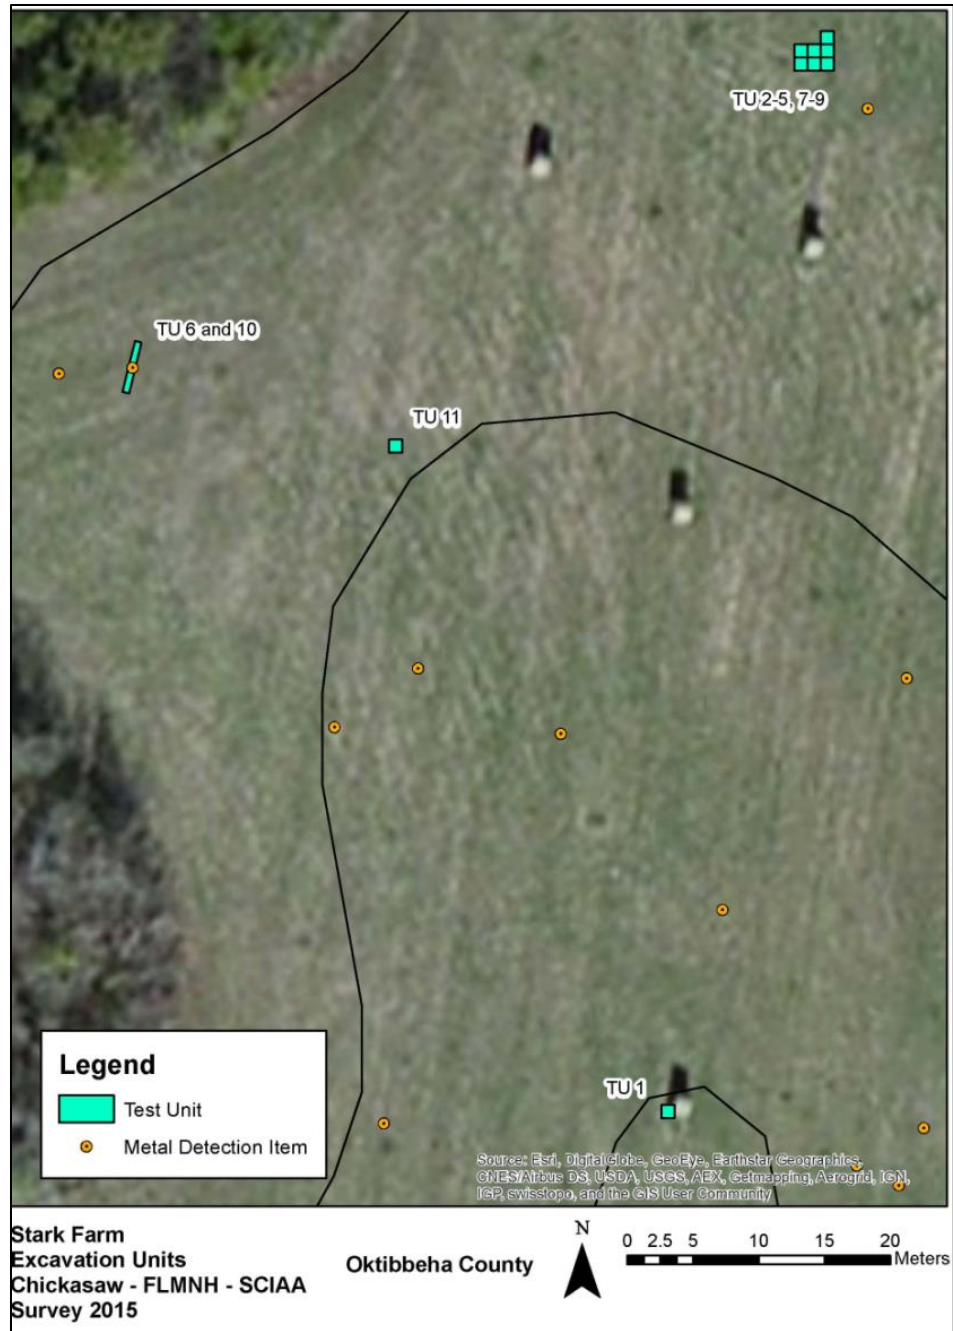 TU 2-5, 7-9
TU 6 and 10
TU 11
TU 1
Legend
Test Unit
Metal Detection Item
Source: Esri, DigitalGlobe, GeoEye, Earthstar Geographics,
CNES/Airbus DS, USDA, USGS, AEX, Getmapping, Aerogrid, IGN,
IGP, swisstopo, and the GIS User Community
Stark Farm
Excavation Units
Chickasaw - FLMNH - SCIAA
Survey 2015
Oktibbeha County
N
0 2.5 5 10 15 20
Meters